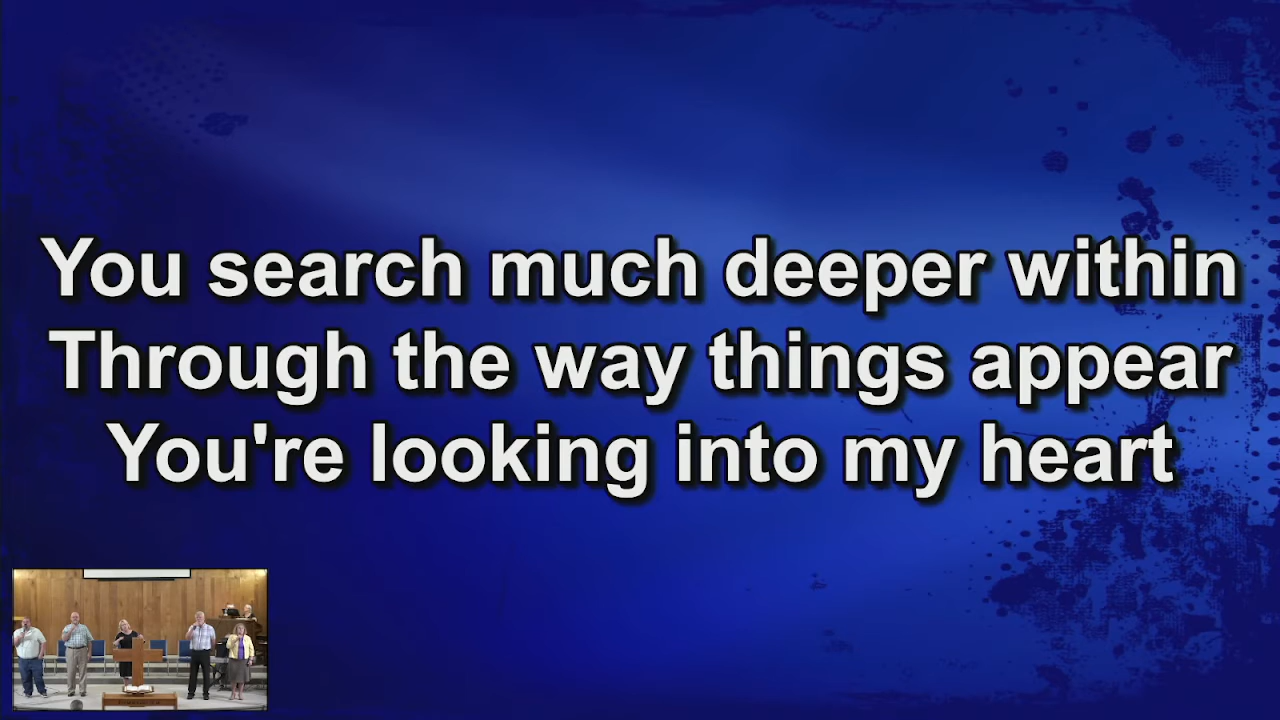 You search much deeper within
Through the way things appear
You're looking into my heart